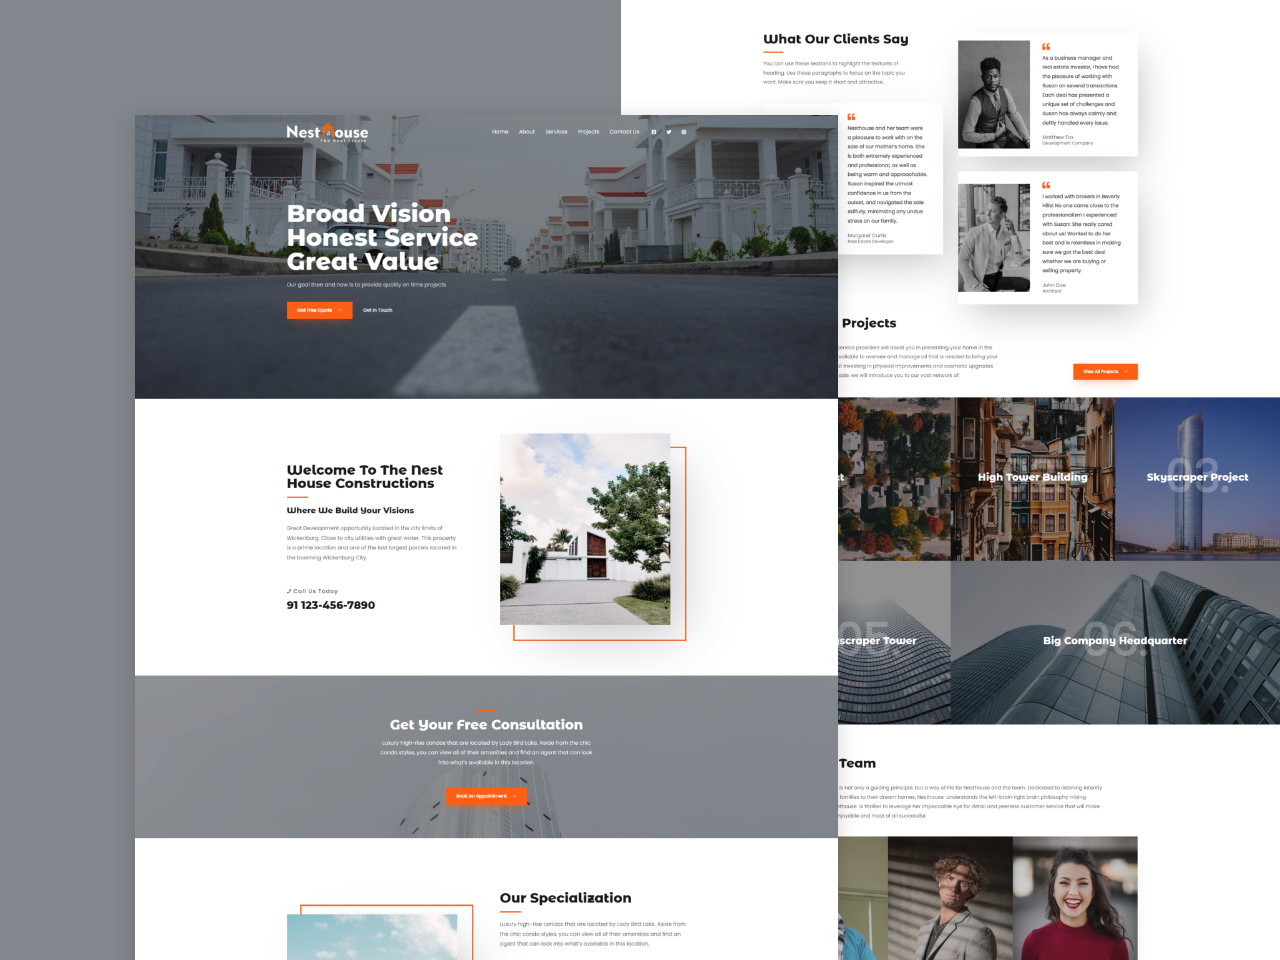 NestHouse
The Real Estate
Home About Services Projects Contact Us
Broad Vision
Honest Service
Great Value
Our goal then and now is to provide quality on time projects
Get Free Quote
Get In Touch
Welcome To The Nest
House Constructions
Where We Build Your Visions
Great Development opportunity located in the city limits of
Wickenburg. Close to city utilities with great water. This property
is a prime location and one of the last largest parcels located in
the booming Wickenburg City.
Call Us Today
91 123-456-7890
Get Your Free Consultation
Luxury high-rise condos that are located by Lady Bird Lake. Aside from the chic
condo styles, you can view all of their amenities and find an agent that can look
into what's available in this location.
Book An Appointment
Our Specialization
Luxury high-rise condos that are located by Lady Bird Lake. Aside from
the chic condo styles, you can view all of their amenities and find an
agent that can look into what's available in this location.
What Our Clients Say
You can use these sections to highlight the features of
heading. Use these paragraphs to focus on the topic you
want. Make sure you keep it short and attractive.
Nesthouse and her team were
a pleasure to work with on the
sale of our mother's home. She
is both extremely experienced
and professional, as well as
being warm and approachable.
Susan inspired the utmost
confidence in us from the
outset, and navigated the sale
skilfully, minimizing any undue
stress on our family.
Margaret Curtis
Real Estate Developer
As a business manager and
real estate investor, I have had
the pleasure of working with
Susan on several transactions.
Each deal has presented a
unique set of challenges and
Susan has always calmly and
deftly handled every issue.
Matthew Fox
Development Company
I worked with brokers in Beverly
Hills! No one came close to the
professionalism I experienced
with Susan! She really cared
about us! Wanted to do her
best and is relentless in making
sure we got the best deal
whether we are buying or
selling property.
John Doe
Architect
Projects
service providers will assist you in presenting your home in the
available to oversee and manage all that is needed to bring your
investing in physical improvements and cosmetic upgrades
sale, we will introduce you to our vast network of:
View All Projects
ct
High Tower Building
03.
Skyscraper Project
05.
scraper Tower
06.
Big Company Headquarter
Team
is not only a guiding principle, but a way of life for Nesthouse and the team. Dedicated to listening intently
families to their dream homes, Nesthouse understands the left-brain right brain philosophy mixing
thouse is thrilled to leverage her impeccable eye for detail and peerless customer service that will make
enjoyable and most of all successful.